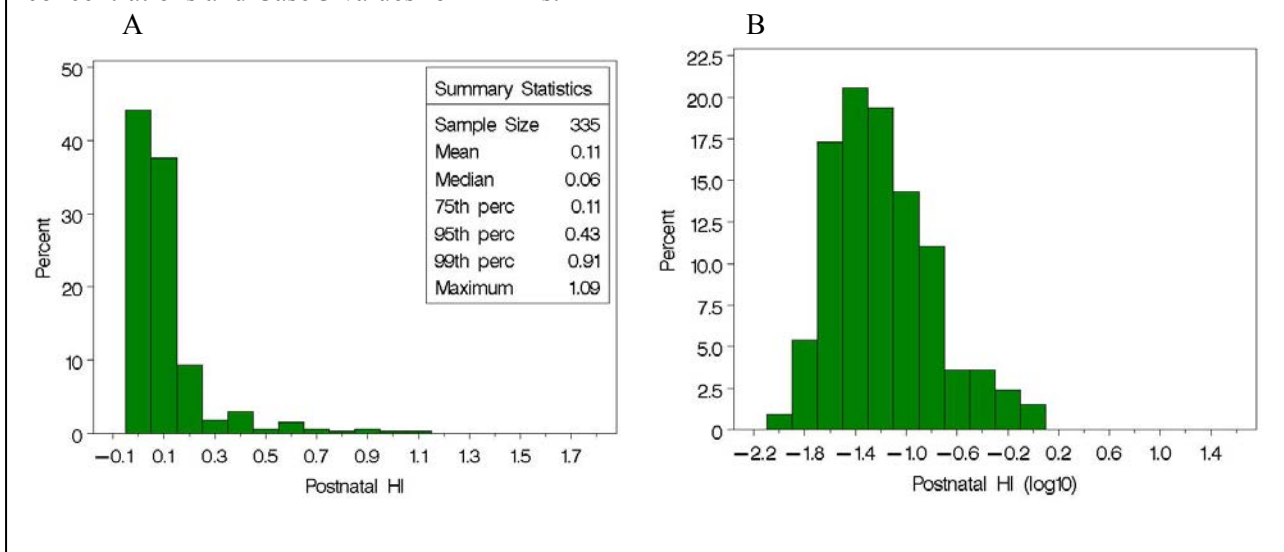 A
B
50
40
30
20
10
0
Percent
Summary Statistics
Sample Size 335
Mean 0.11
Median 0.06
75th perc 0.11
95th perc 0.43
99th perc 0.91
Maximum 1.09
−0.1 0.1 0.3 0.5 0.7 0.9 1.1 1.3 1.5 1.7
Postnatal HI
22.5
20.0
17.5
15.0
12.5
10.0
7.5
5.0
2.5
0
Percent
−2.2 −1.8 −1.4 −1.0 −0.6 −0.2 0.2 0.6 1.0 1.4
Postnatal HI (log10)